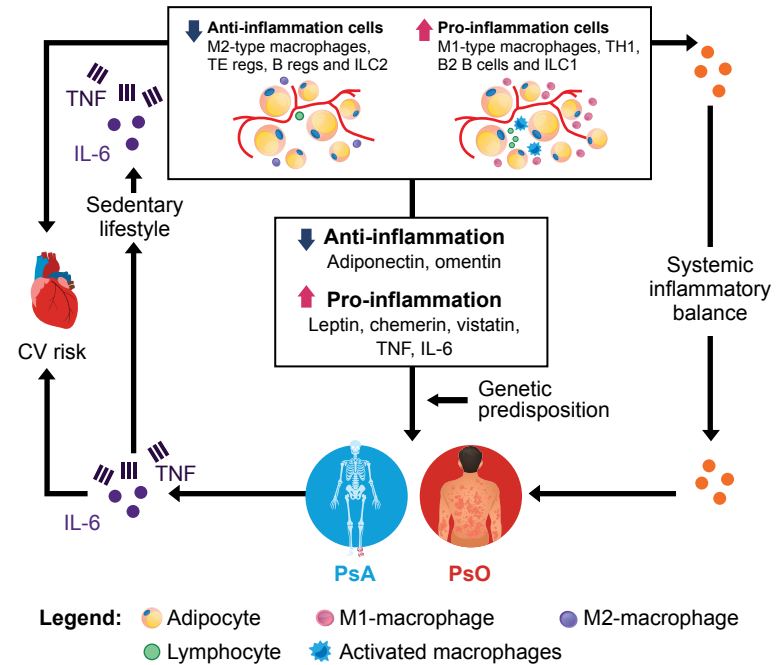 Anti-inflammation cells
M2-type macrophages,
TE regs, B regs and ILC2
Pro-inflammation cells
M1-type macrophages, TH1,
B2 B cells and ILC1
TNF
IL-6
Sedentary
lifestyle
Anti-inflammation
Adiponectin, omentin
Pro-inflammation
Leptin, chemerin, vistatin,
TNF, IL-6
Systemic
inflammatory
balance
CV risk
Genetic
predisposition
TNF
IL-6
PsA
PsO
Legend:
Adipocyte
M1-macrophage
M2-macrophage
Lymphocyte
Activated macrophages